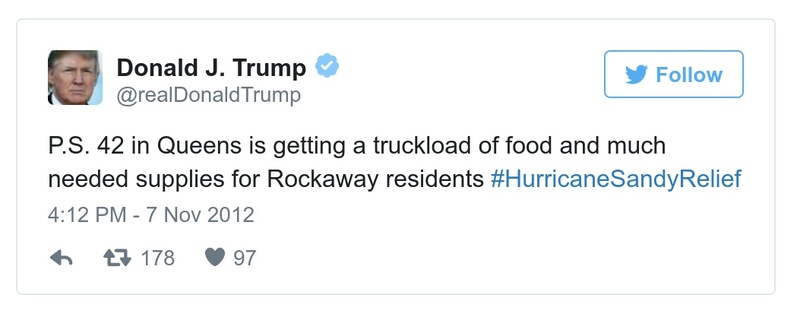 Donald J. Trump
@realDonaldTrump
Follow
P.S. 42 in Queens is getting a truckload of food and much
needed supplies for Rockaway residents #HurricaneSandyRelief
4:12 PM - 7 Nov 2012
178 97